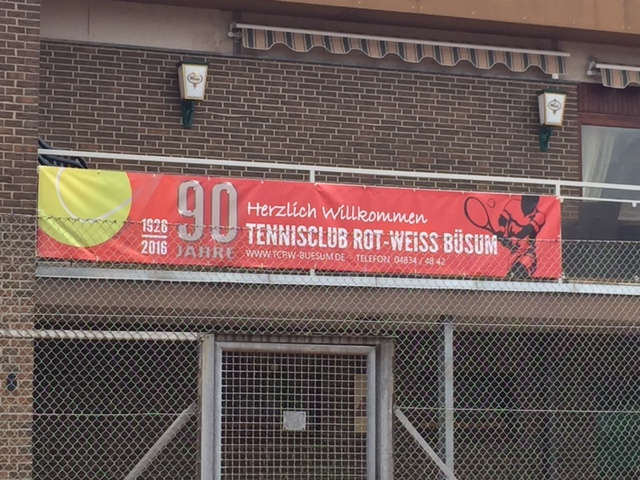 1926
2016
90
JAHRE
Herzlich Willkommen
TENNISCLUB ROT-WEISS BÜSUM
WWW.TCRW-BUESUM.DE - TELEFON 04834 / 48 42